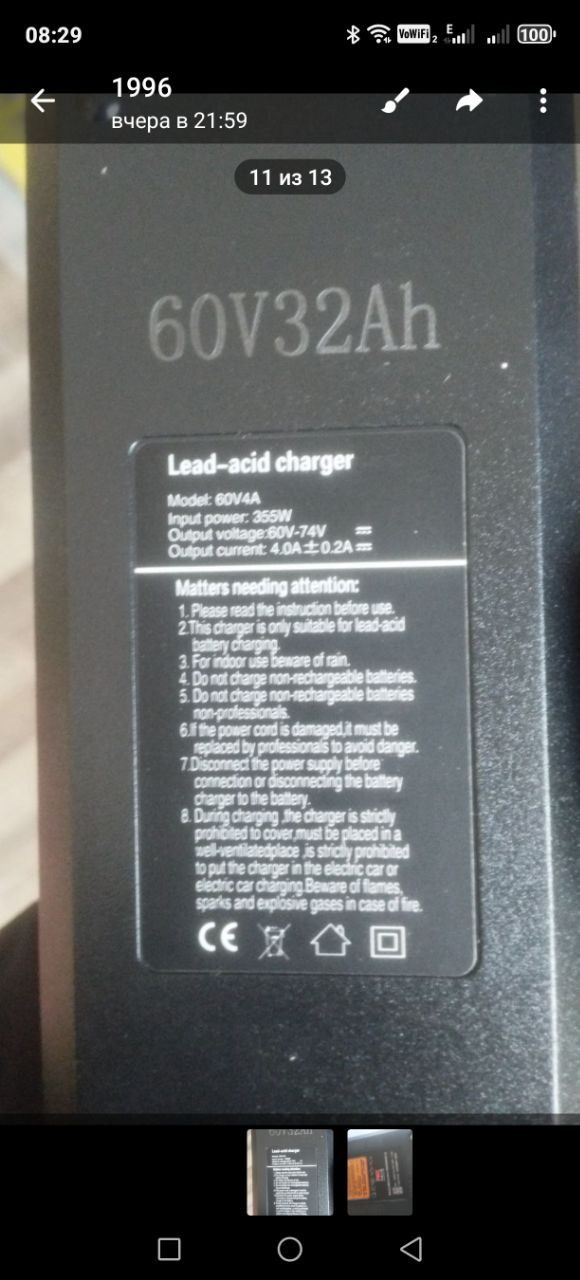 08:29
VoWiFi 2 E 100
1996
вчера в 21:59
11 из 13
60V32Ah
Lead-acid charger
Model: 60V4A
Input power: 355W
Output voltage:60V-74V
Output current: 4.0A±0.2A
Matters needing attention:
1. Please read the instruction before use.
2.This charger is only suitable for lead-acid
battery charging.
3. For indoor use beware of rain.
4. Do not charge non-rechargeable batteries.
5. Do not charge non-rechargeable batteries
non-professionals.
6.If the power cord is damaged,it must be
replaced by professionals to avoid danger.
7.Disconnect the power supply before
connection or disconnecting the battery
charger to the battery.
8. During charging ,the charger is strictly
prohibited to cover,must be placed in a
well-ventilatedplace ,is strictly prohibited
to put the charger in the electric car or
electric car charging.Beware of flames,
sparks and explosive gases in case of fire.
CE
60V32Ah
Lead-acid charger